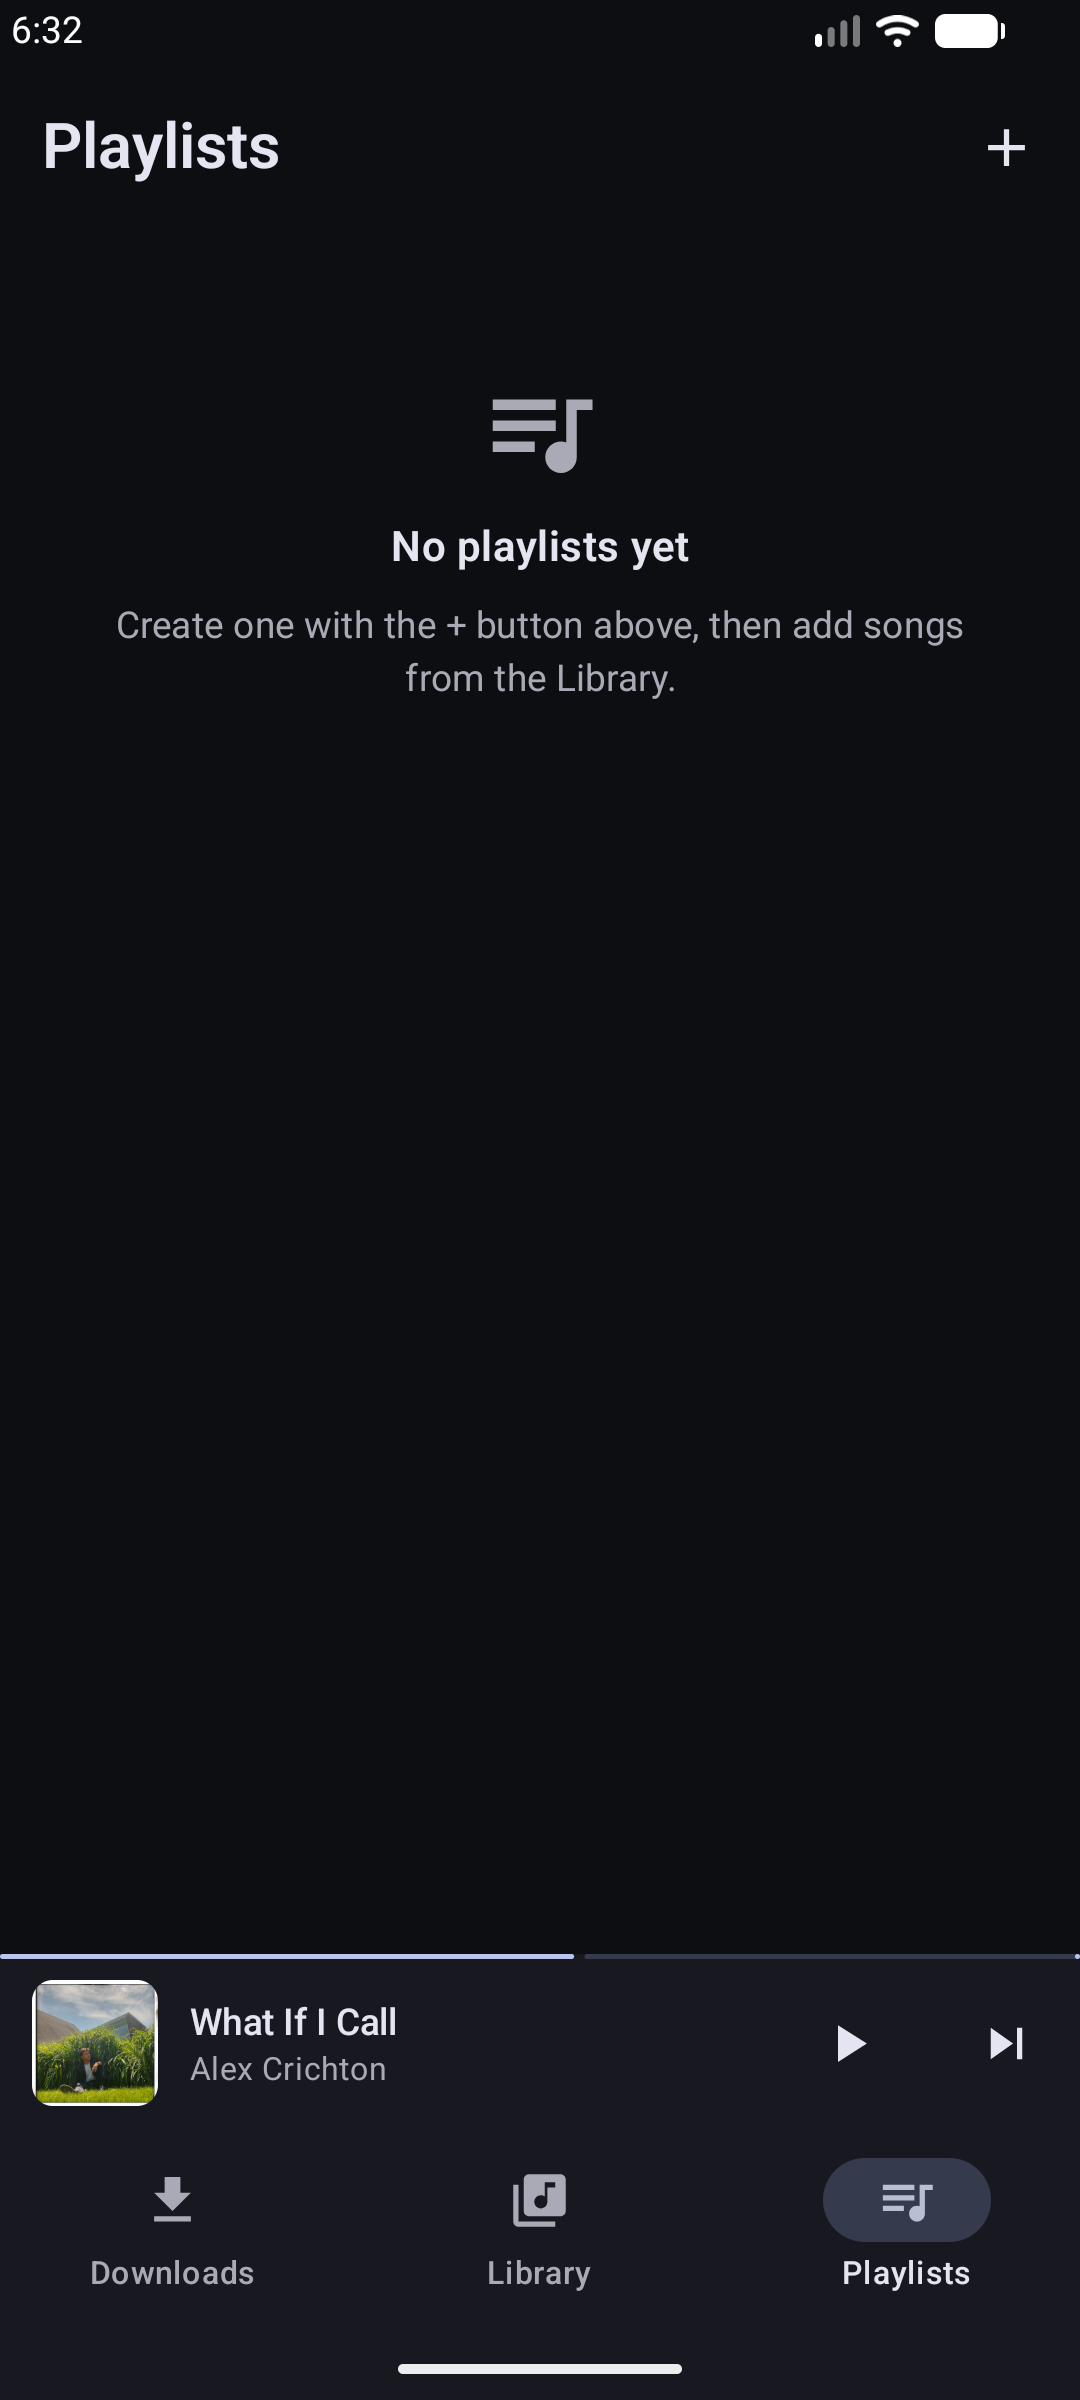 6:32
Playlists
No playlists yet
Create one with the + button above, then add songs
from the Library.
What If I Call
Alex Crichton
Downloads
Library
Playlists